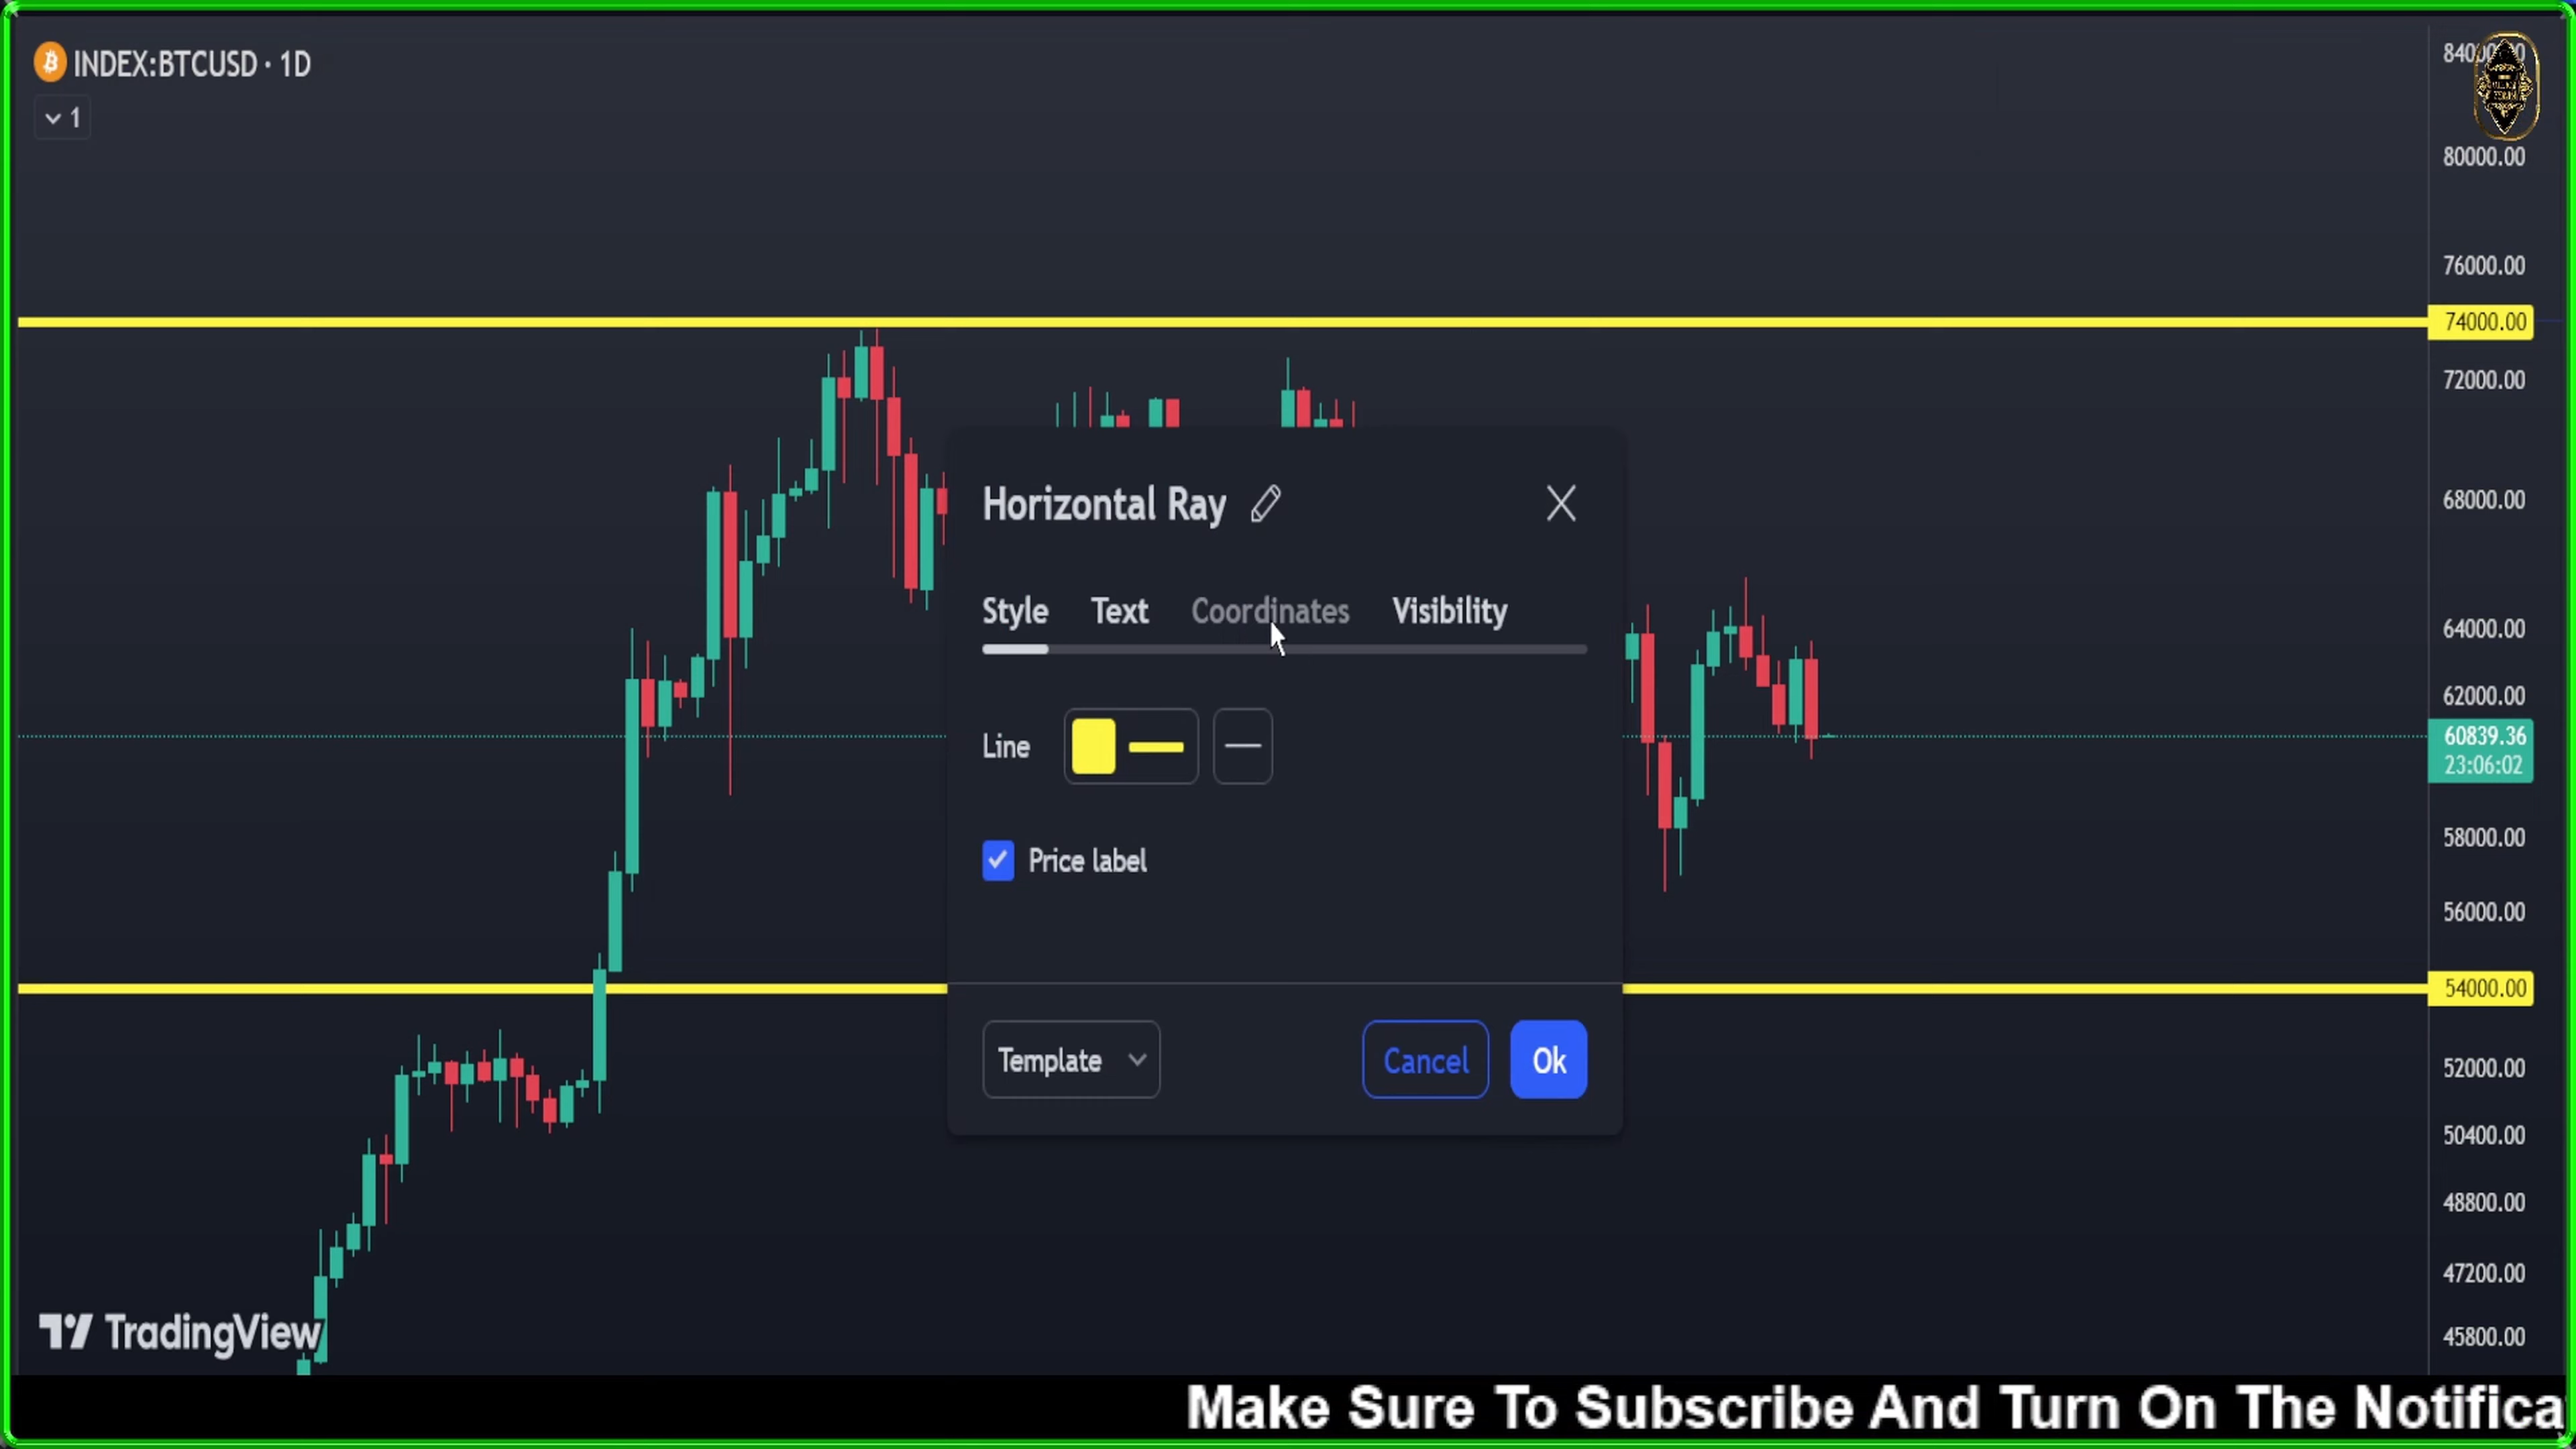 INDEX:BTCUSD · 1D
1
80000.00
76000.00
74000.00
72000.00
68000.00
64000.00
62000.00
60839.36
23:06:02
58000.00
56000.00
54000.00
52000.00
50400.00
48800.00
47200.00
45800.00
Horizontal Ray
Style Text Coordinates Visibility
Line
Price label
Template Cancel Ok
TradingView
Make Sure To Subscribe And Turn On The Notifica